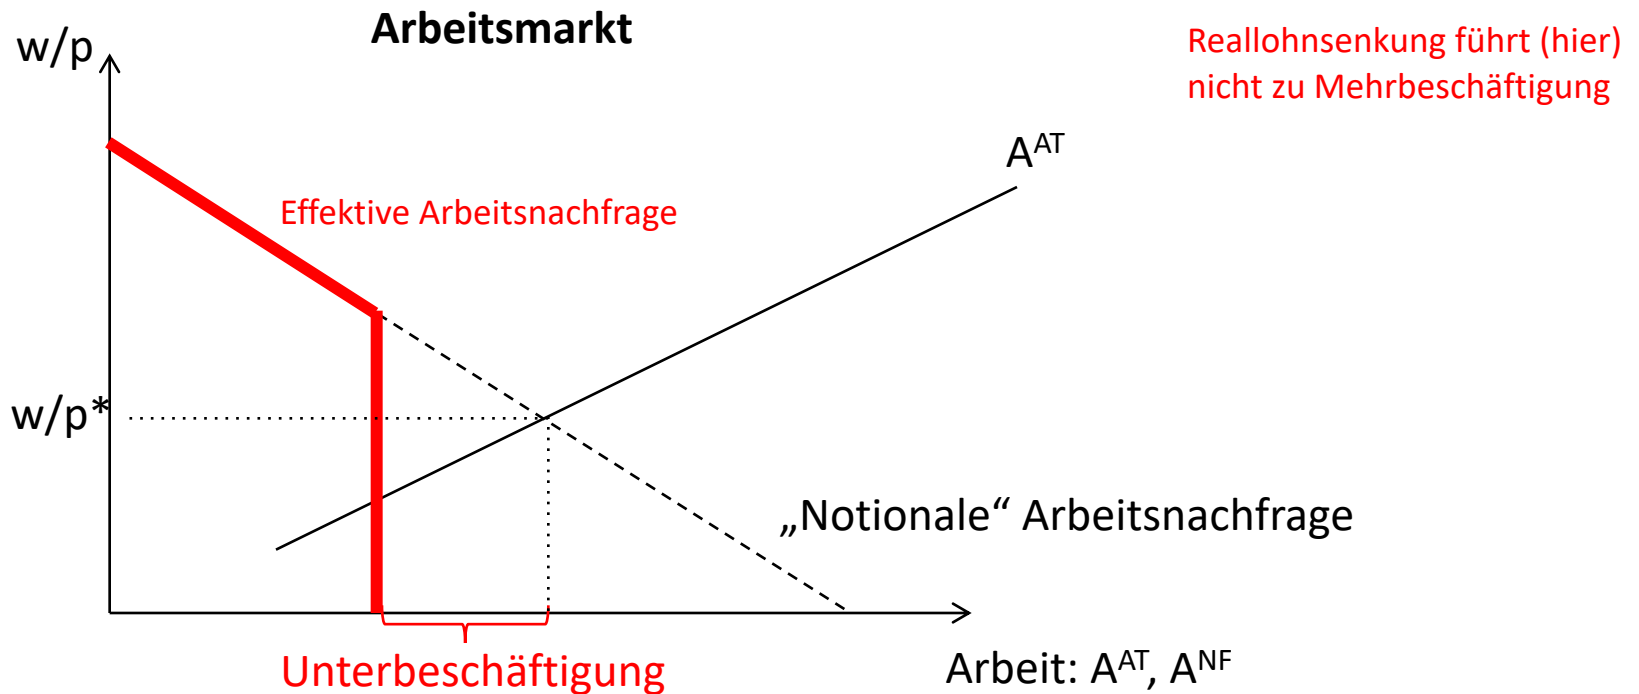 Arbeitsmarkt
w/p
Reallohnsenkung führt (hier)
nicht zu Mehrbeschäftigung
A^AT
Effektive Arbeitsnachfrage
w/p*
„Notionale“ Arbeitsnachfrage
Unterbeschäftigung
Arbeit: A^AT, A^NF